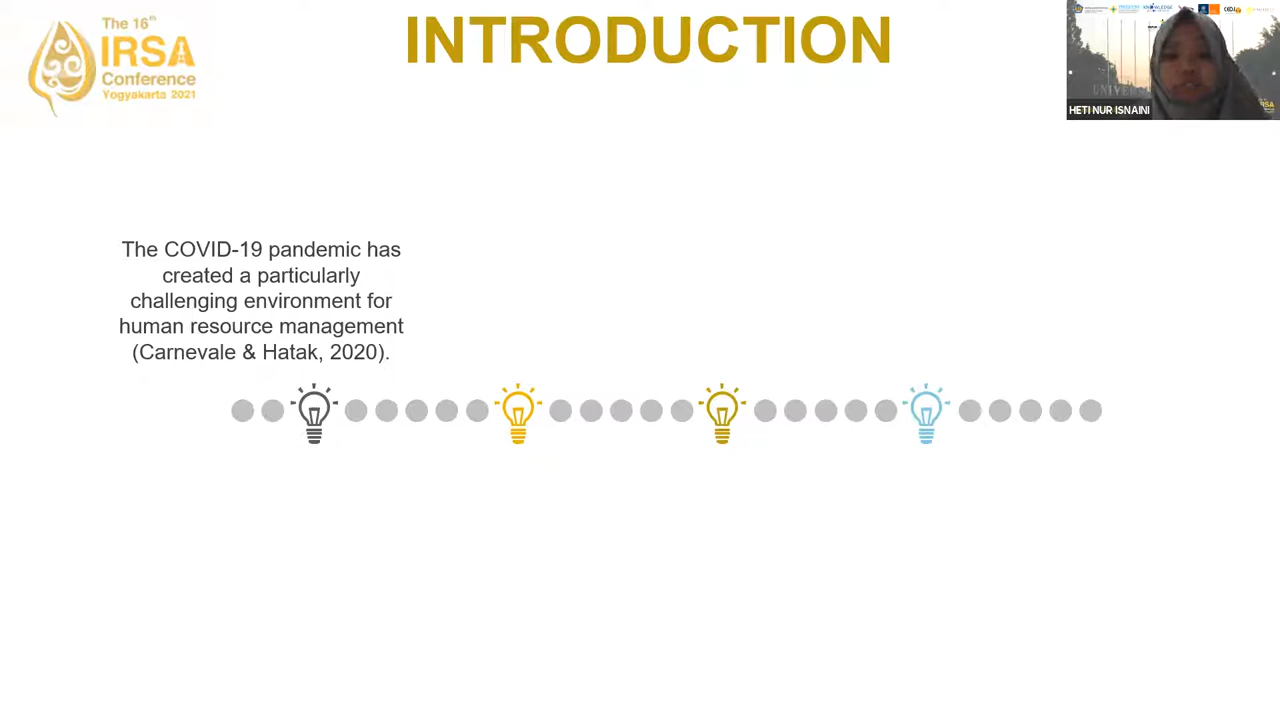 The 16th
IRSA
Conference
Yogyakarta 2021
INTRODUCTION
UNIVERS
HETI NUR ISNAINI
The COVID-19 pandemic has
created a particularly
challenging environment for
human resource management
(Carnevale & Hatak, 2020).